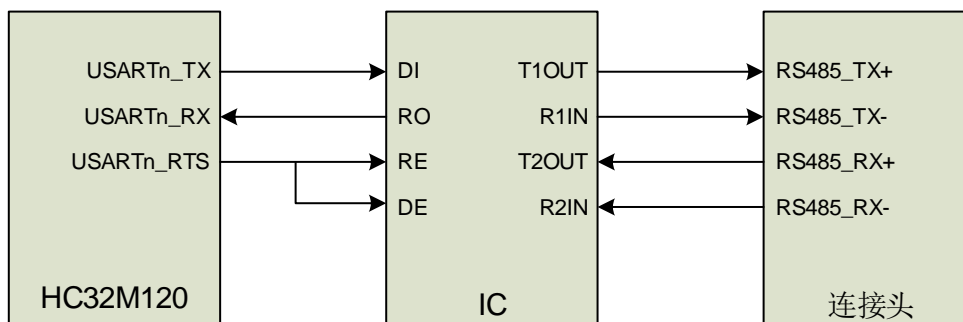 USARTn_TX
USARTn_RX
USARTn_RTS
HC32M120
DI
RO
RE
DE
T1OUT
R1IN
T2OUT
R2IN
IC
RS485_TX+
RS485_TX-
RS485_RX+
RS485_RX-
连接头